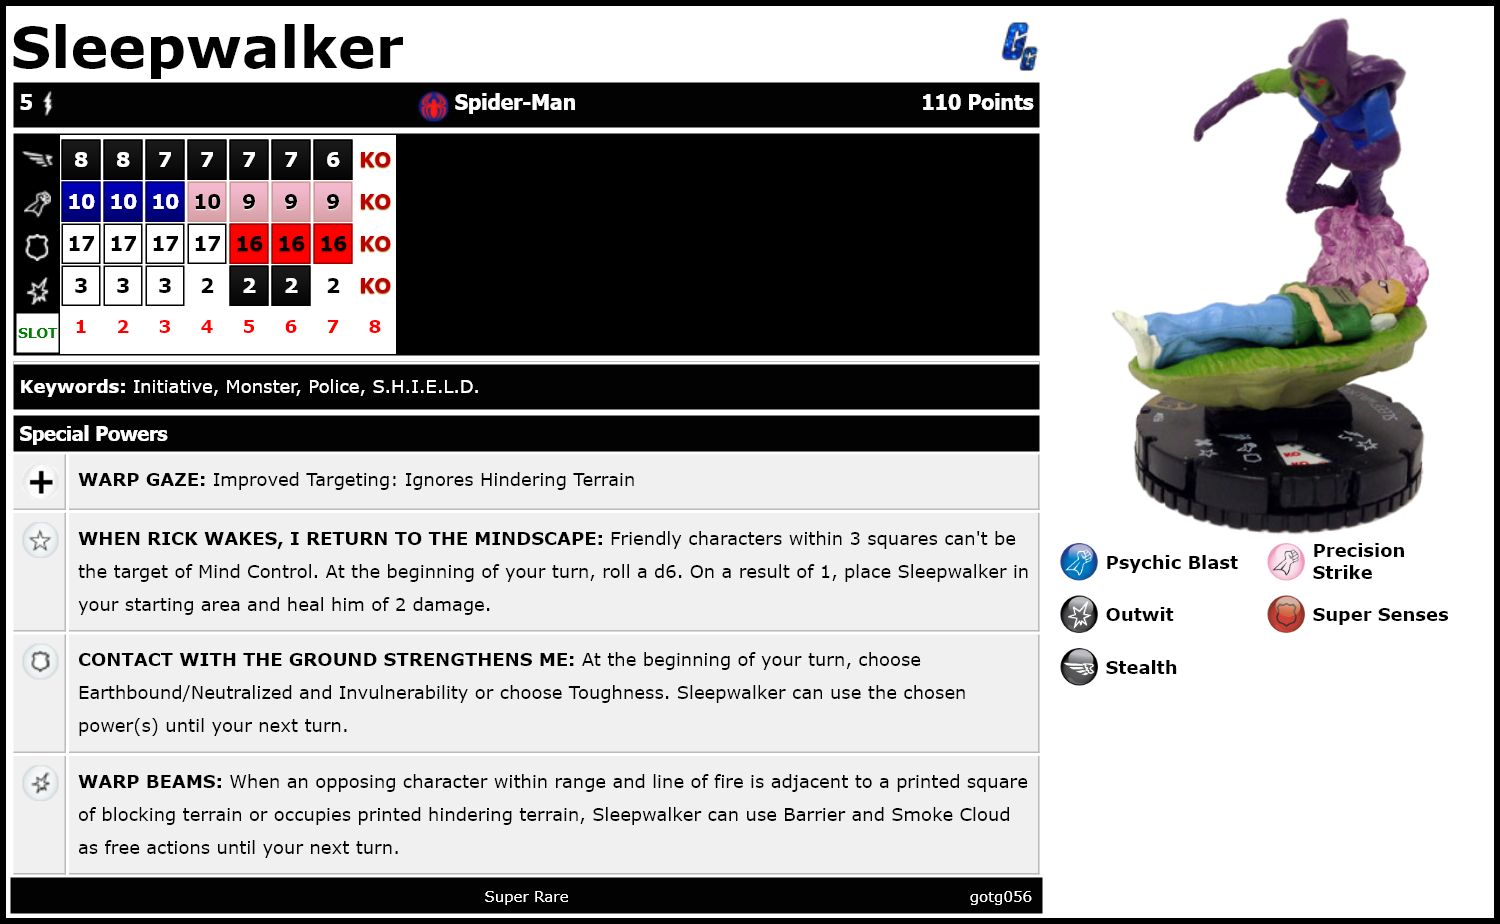 Sleepwalker
GG
5 Spider-Man 110 Points
8 8 7 7 7 7 6 KO
10 10 10 10 9 9 9 KO
17 17 17 17 16 16 16 KO
3 3 3 2 2 2 2 KO
SLOT 1 2 3 4 5 6 7 8
Keywords: Initiative, Monster, Police, S.H.I.E.L.D.
Special Powers
WARP GAZE: Improved Targeting: Ignores Hindering Terrain
WHEN RICK WAKES, I RETURN TO THE MINDSCAPE: Friendly characters within 3 squares can't be
the target of Mind Control. At the beginning of your turn, roll a d6. On a result of 1, place Sleepwalker in
your starting area and heal him of 2 damage.
CONTACT WITH THE GROUND STRENGTHENS ME: At the beginning of your turn, choose
Earthbound/Neutralized and Invulnerability or choose Toughness. Sleepwalker can use the chosen
power(s) until your next turn.
WARP BEAMS: When an opposing character within range and line of fire is adjacent to a printed square
of blocking terrain or occupies printed hindering terrain, Sleepwalker can use Barrier and Smoke Cloud
as free actions until your next turn.
Super Rare gotg056
SLEEPWALKER
KO
KO
Psychic Blast
Precision
Strike
Outwit
Super Senses
Stealth